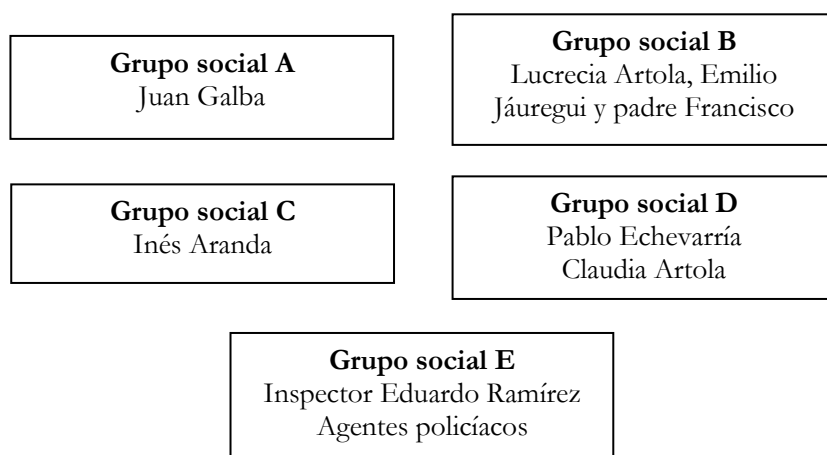 Grupo social A
Juan Galba
Grupo social B
Lucrecia Artola, Emilio
Jáuregui y padre Francisco
Grupo social C
Inés Aranda
Grupo social D
Pablo Echevarría
Claudia Artola
Grupo social E
Inspector Eduardo Ramírez
Agentes policíacos